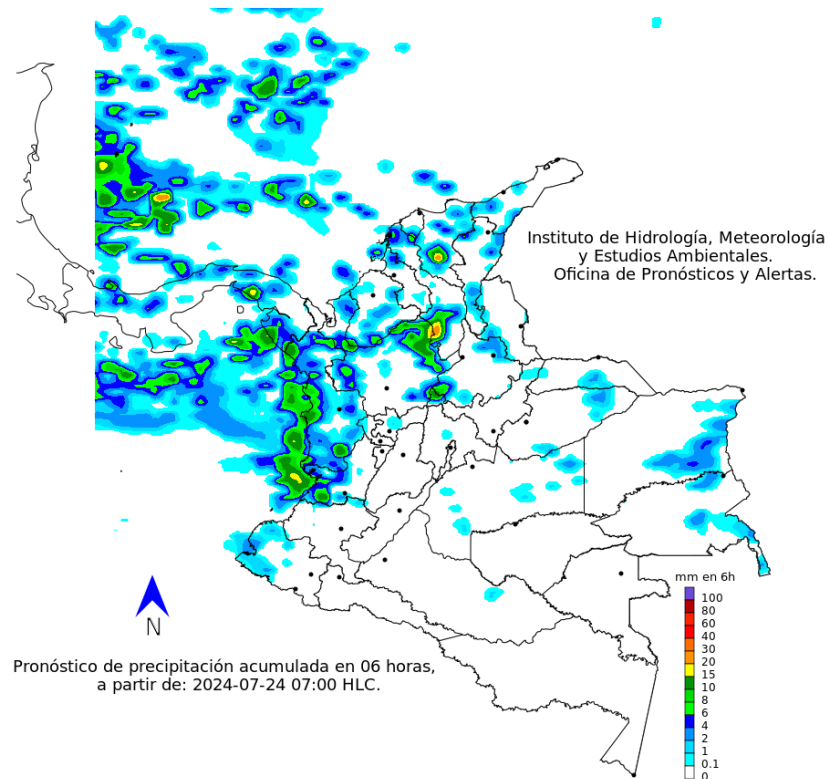 Instituto de Hidrología, Meteorología
y Estudios Ambientales.
Oficina de Pronósticos y Alertas.
N
Pronóstico de precipitación acumulada en 06 horas,
a partir de: 2024-07-24 07:00 HLC.
mm en 6h
100
80
60
40
30
20
15
10
8
6
4
2
1
0.1
0